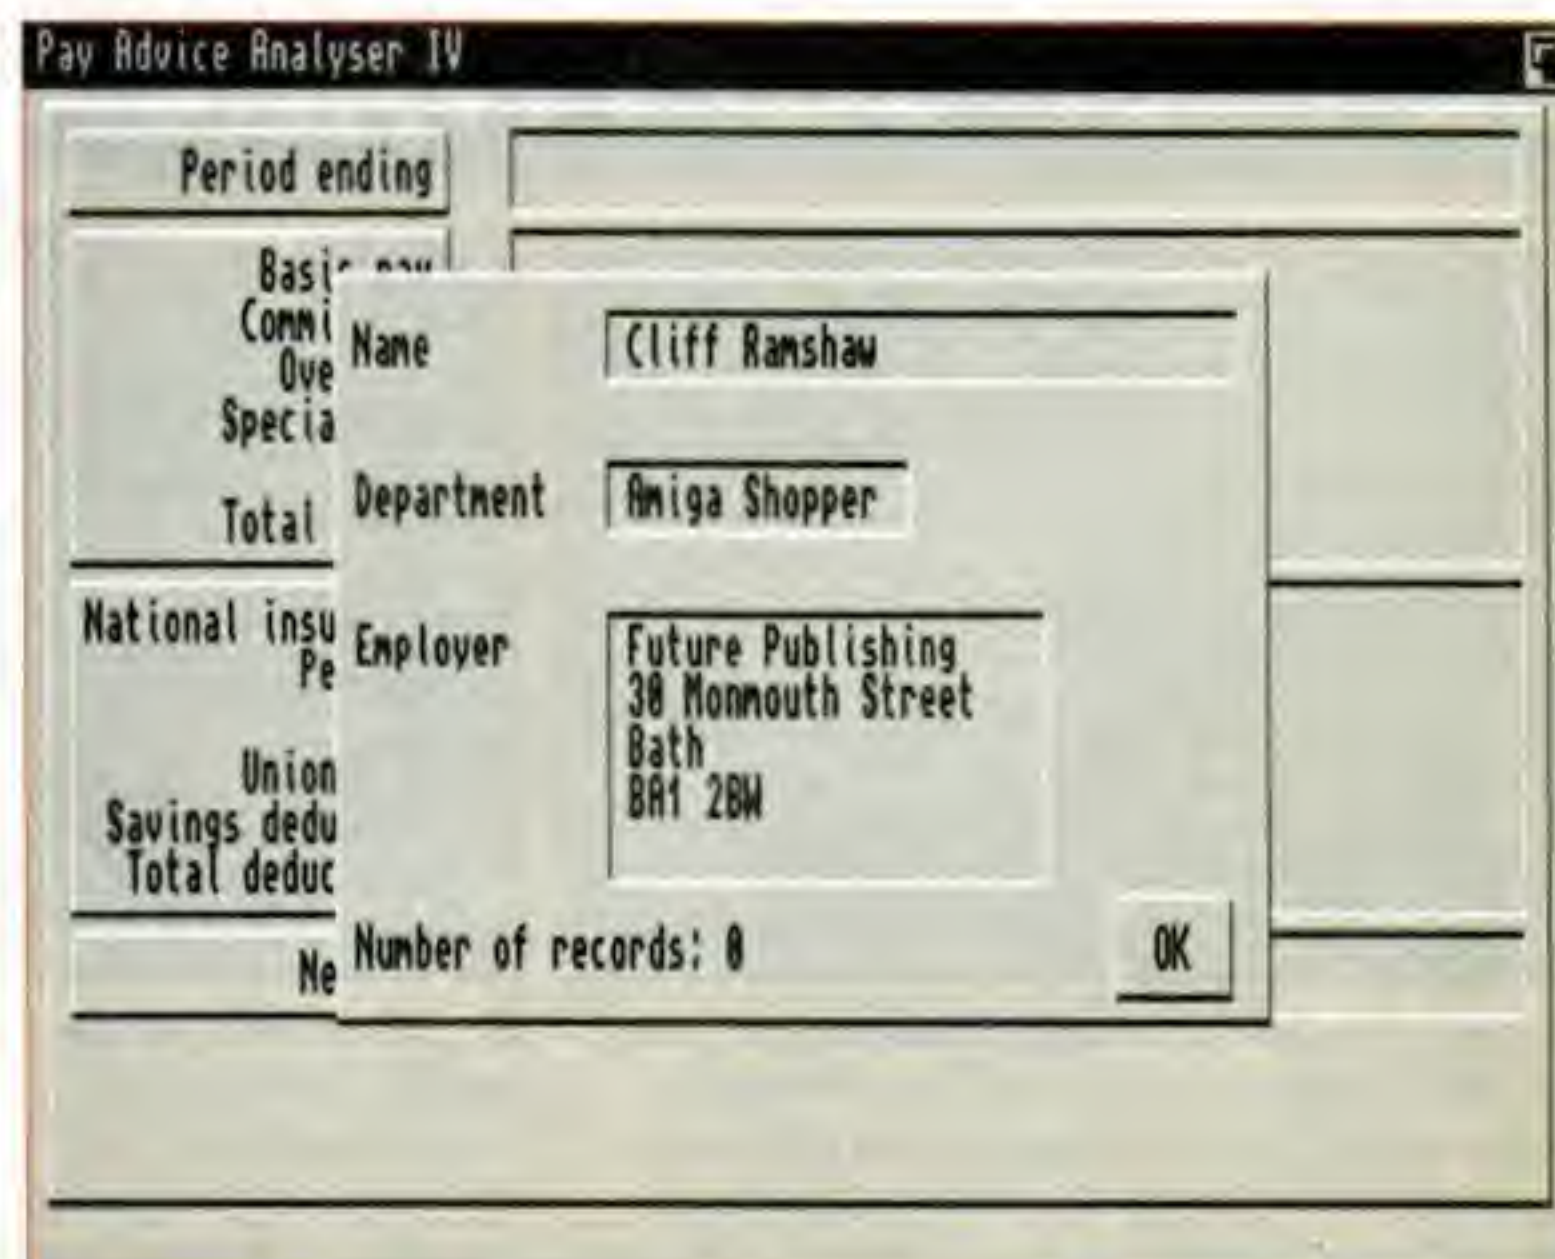 Pay Advice Analyser IV
Period ending
Basic pay
Commi
Ove
Specia
Total
National insu
Pe
Union
Savings dedu
Total deduc
Ne
Name
Cliff Ramshaw
Department
Amiga Shopper
Employer
Future Publishing
30 Monmouth Street
Bath
BA1 2BW
Number of records: 0
OK